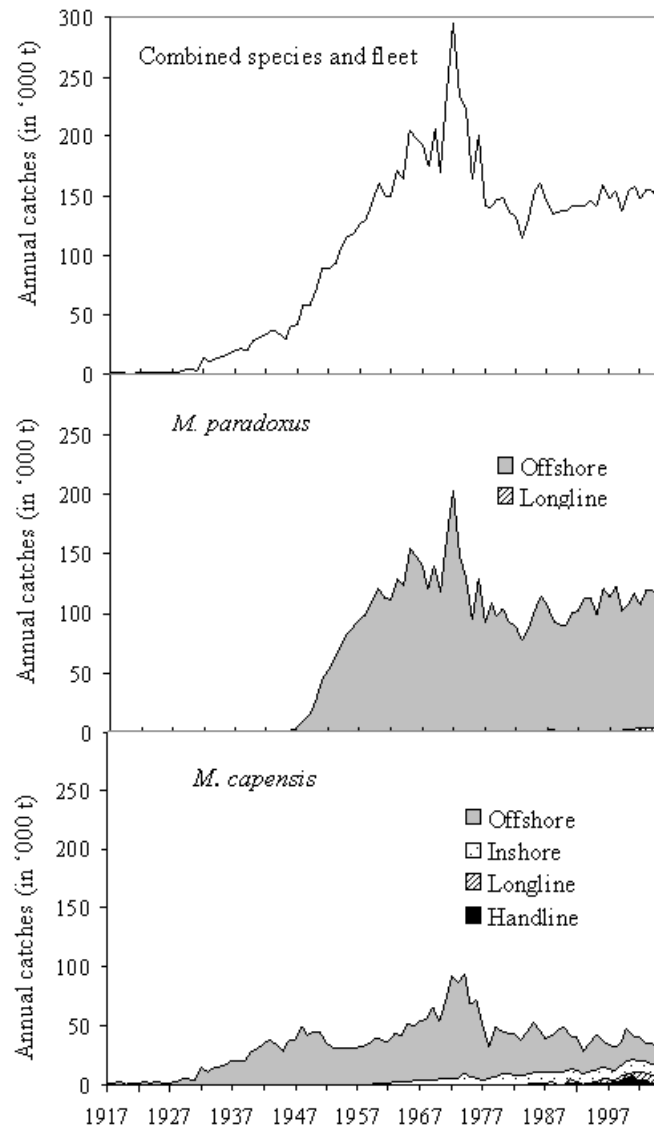 Combined species and fleet
Annual catches (in ‘000 t)
300
250
200
150
100
50
0
M. paradoxus
Offshore
Longline
Annual catches (in ‘000 t)
250
200
150
100
50
0
M. capensis
Offshore
Inshore
Longline
Handline
Annual catches (in ‘000 t)
250
200
150
100
50
0
1917 1927 1937 1947 1957 1967 1977 1987 1997